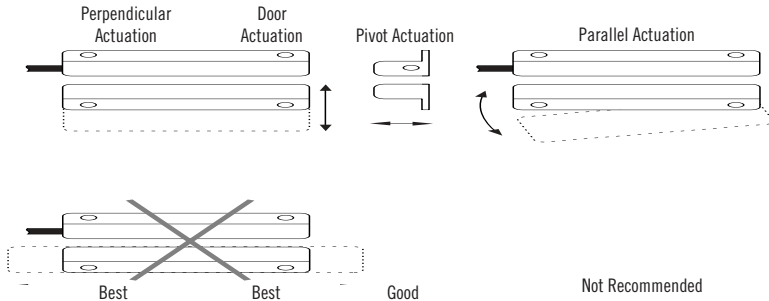 Perpendicular Actuation
Door Actuation
Pivot Actuation
Parallel Actuation
Best
Best
Good
Not Recommended